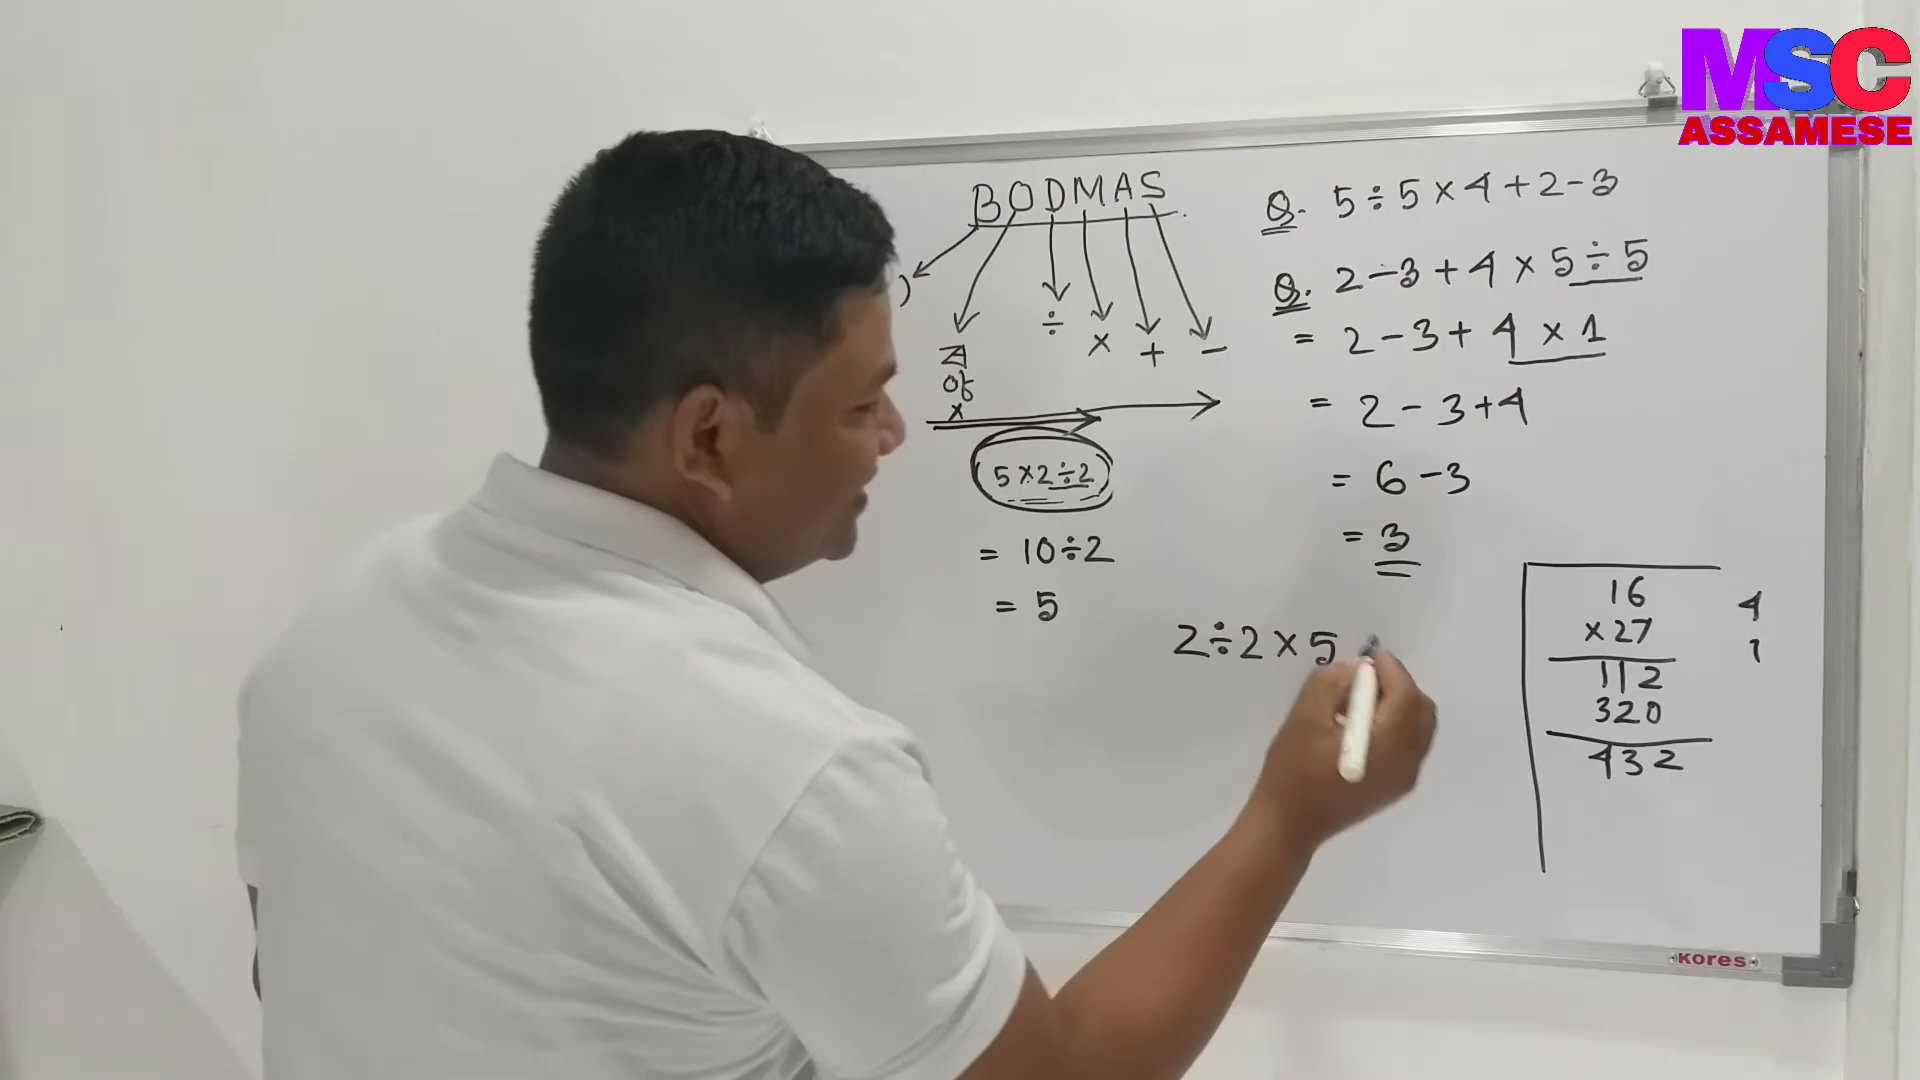 MSC
ASSAMESE
BODMAS
)
÷ × + -
of
×
5×2÷2
= 10÷2
= 5
Q. 5÷5×4+2-3
Q. 2-3+4×5÷5
= 2-3+4×1
= 2-3+4
= 6-3
= 3
2÷2×5
16
×27
112
320
432
4
1
Kores